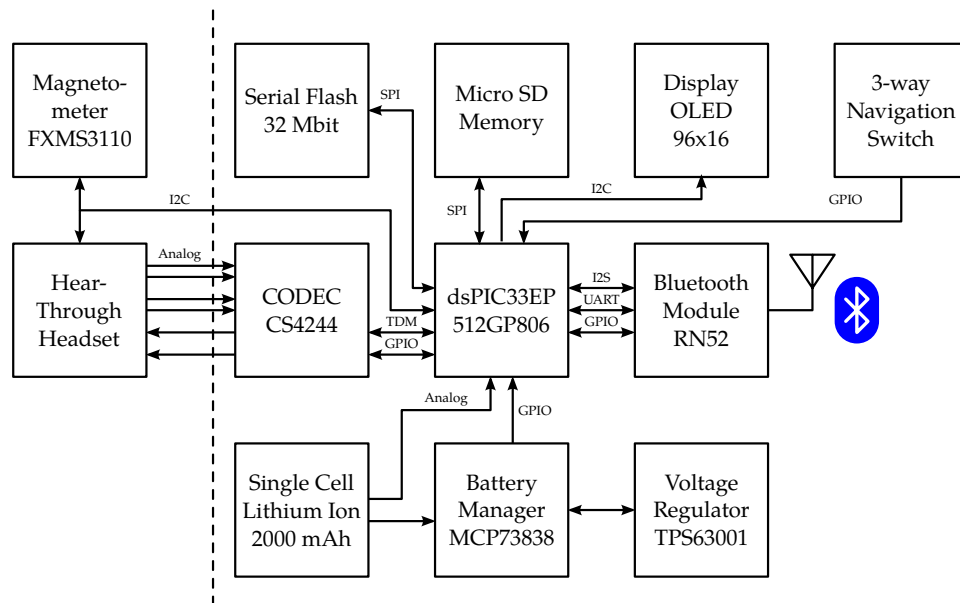 Magneto-
meter
FXMS3110
Serial Flash
32 Mbit
SPI
Micro SD
Memory
Display
OLED
96x16
3-way
Navigation
Switch
I2C
SPI
I2C
GPIO
Hear-
Through
Headset
Analog
CODEC
CS4244
TDM
GPIO
dsPIC33EP
512GP806
I2S
UART
GPIO
Bluetooth
Module
RN52
Analog
GPIO
Single Cell
Lithium Ion
2000 mAh
Battery
Manager
MCP73838
Voltage
Regulator
TPS63001